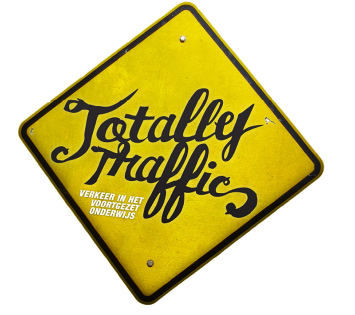 Totally
Traffic
VERKEER IN HET
VOORTGEZET
ONDERWIJS